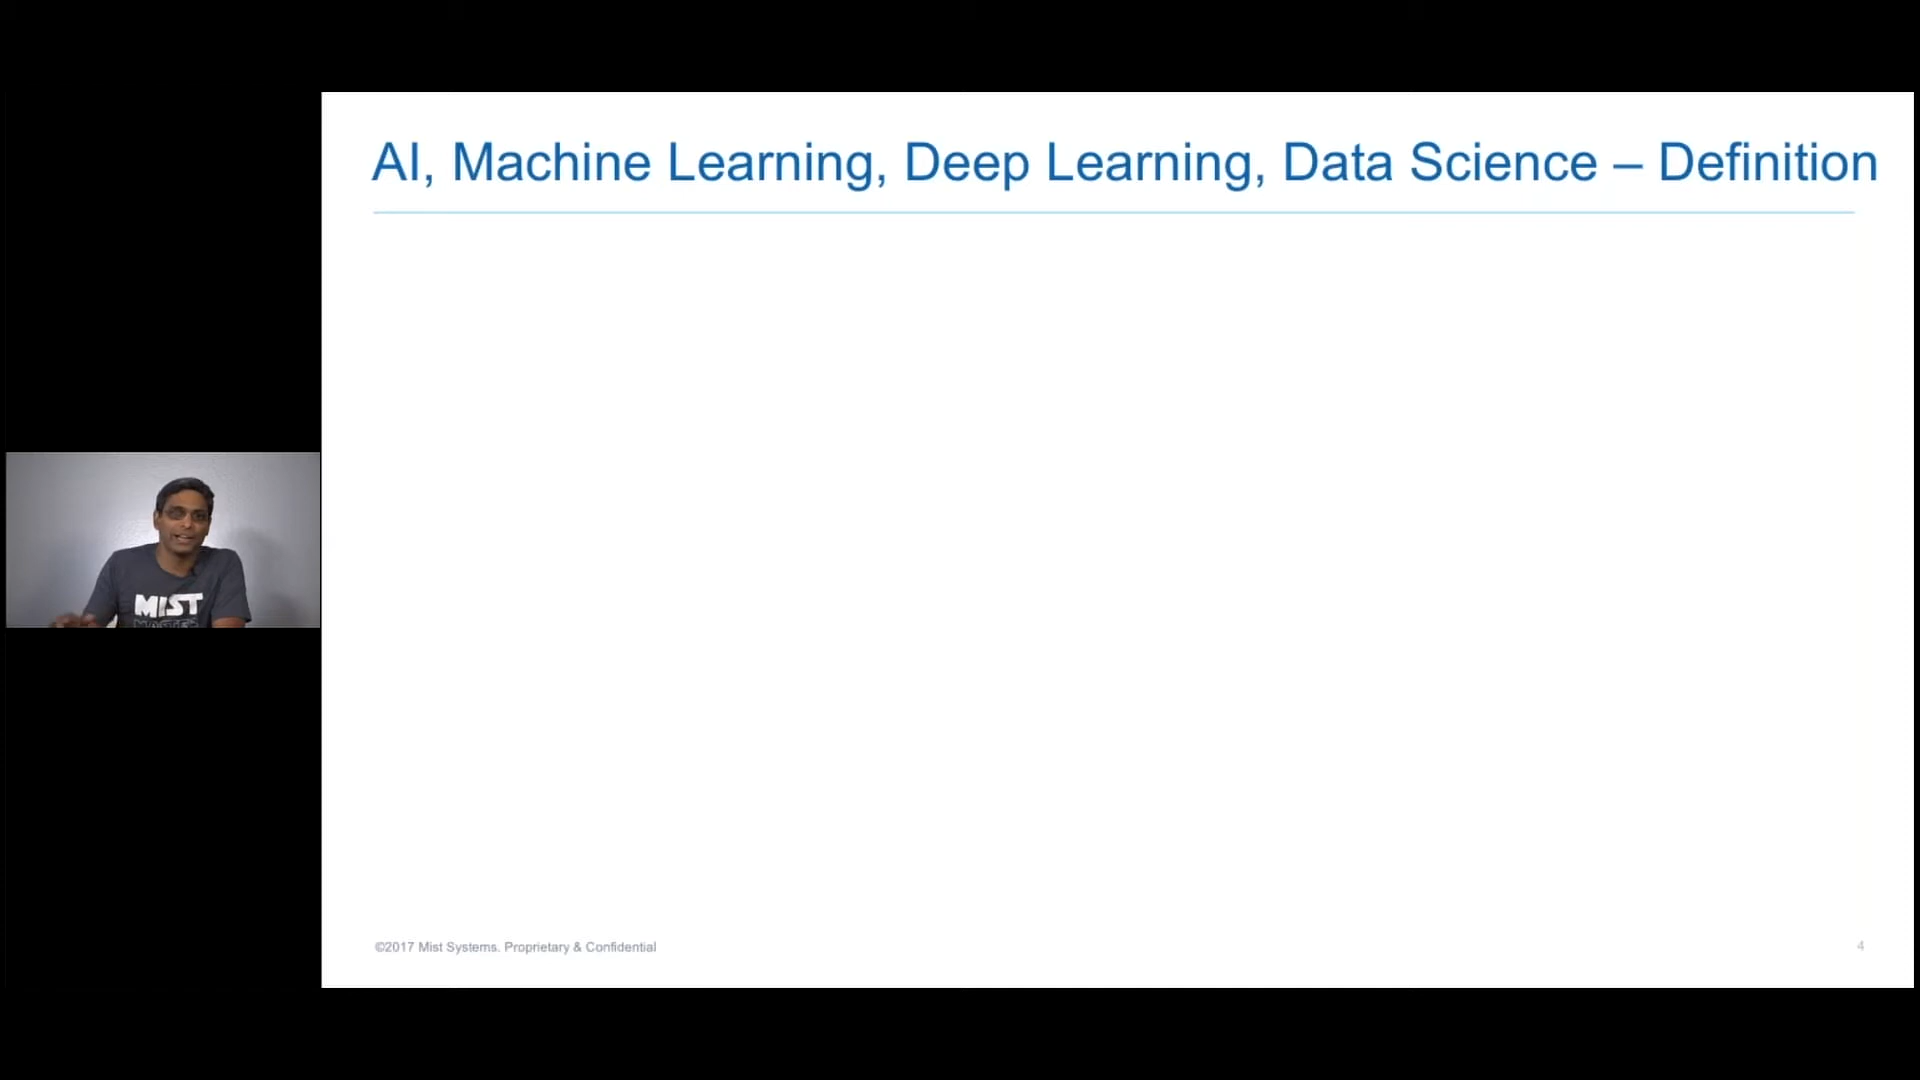 AI, Machine Learning, Deep Learning, Data Science – Definition
MIST
©2017 Mist Systems. Proprietary & Confidential
4